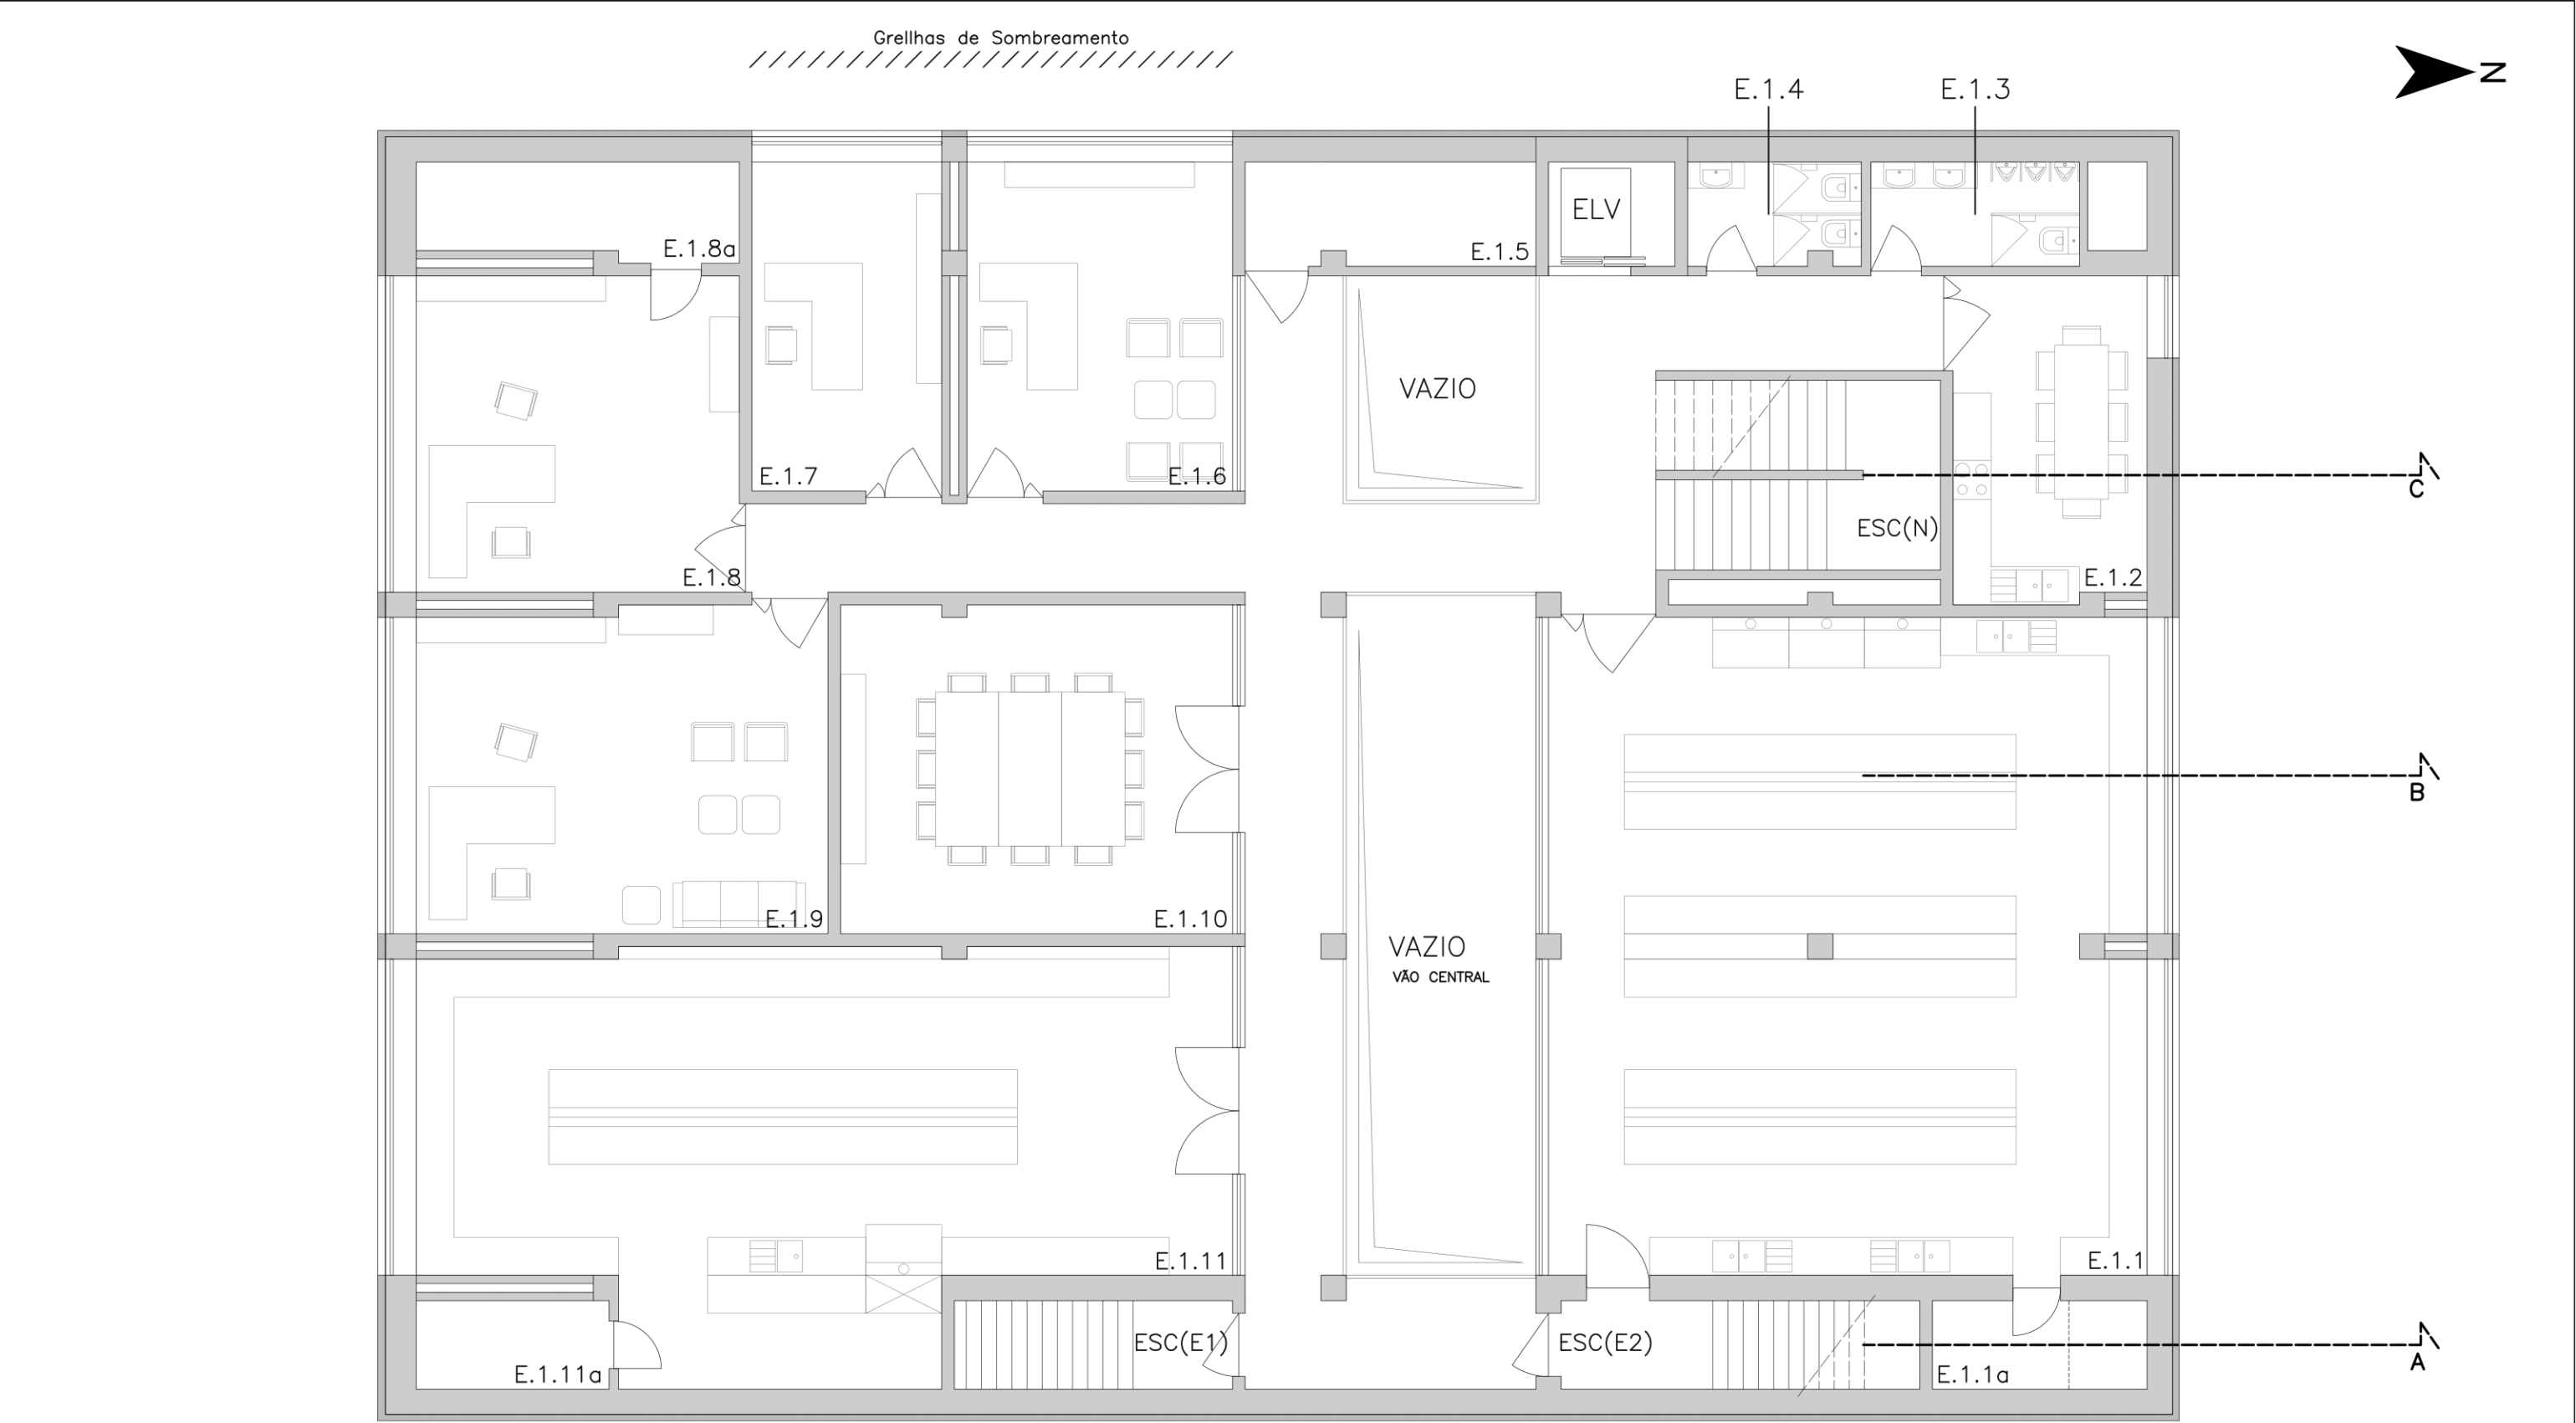 Grellhas de Sombreamento
N
E.1.4
E.1.3
ELV
E.1.8a
E.1.5
VAZIO
E.1.7
E.1.6
C
ESC(N)
E.1.8
E.1.2
B
E.1.9
E.1.10
VAZIO
VÃO CENTRAL
E.1.11
E.1.1
ESC(E1)
ESC(E2)
A
E.1.11a
E.1.1a